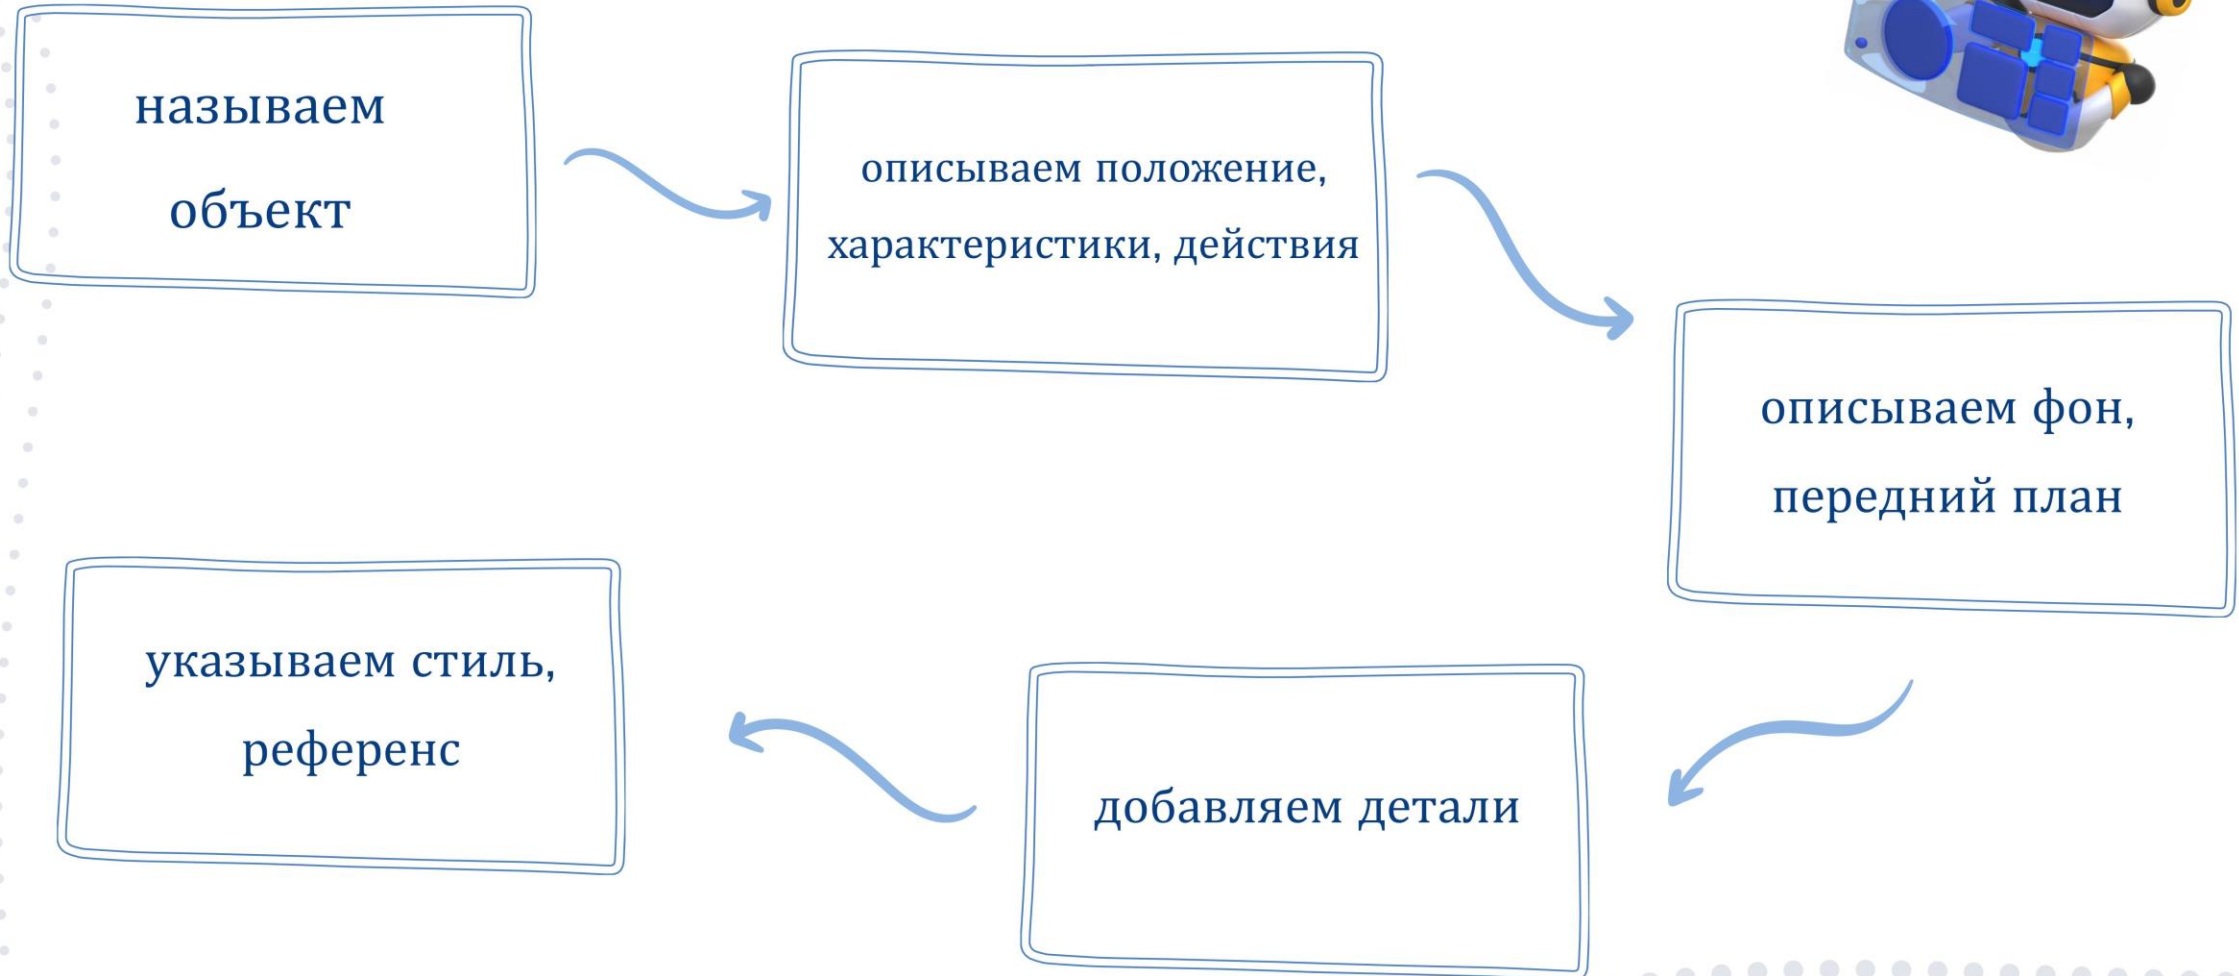 называем
объект
описываем положение,
характеристики, действия
описываем фон,
передний план
добавляем детали
указываем стиль,
референс